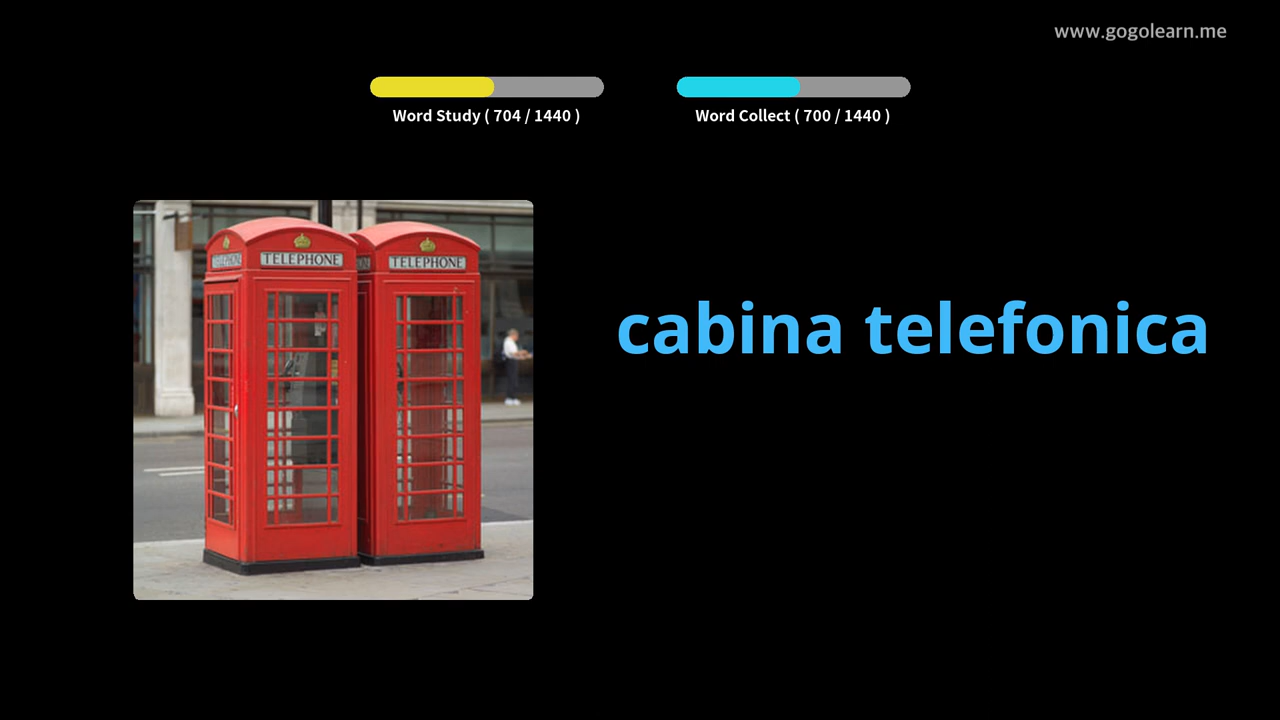 www.gogolearn.me
Word Study ( 704 / 1440 )
Word Collect ( 700 / 1440 )
TELEPHONE
TELEPHONE
cabina telefonica